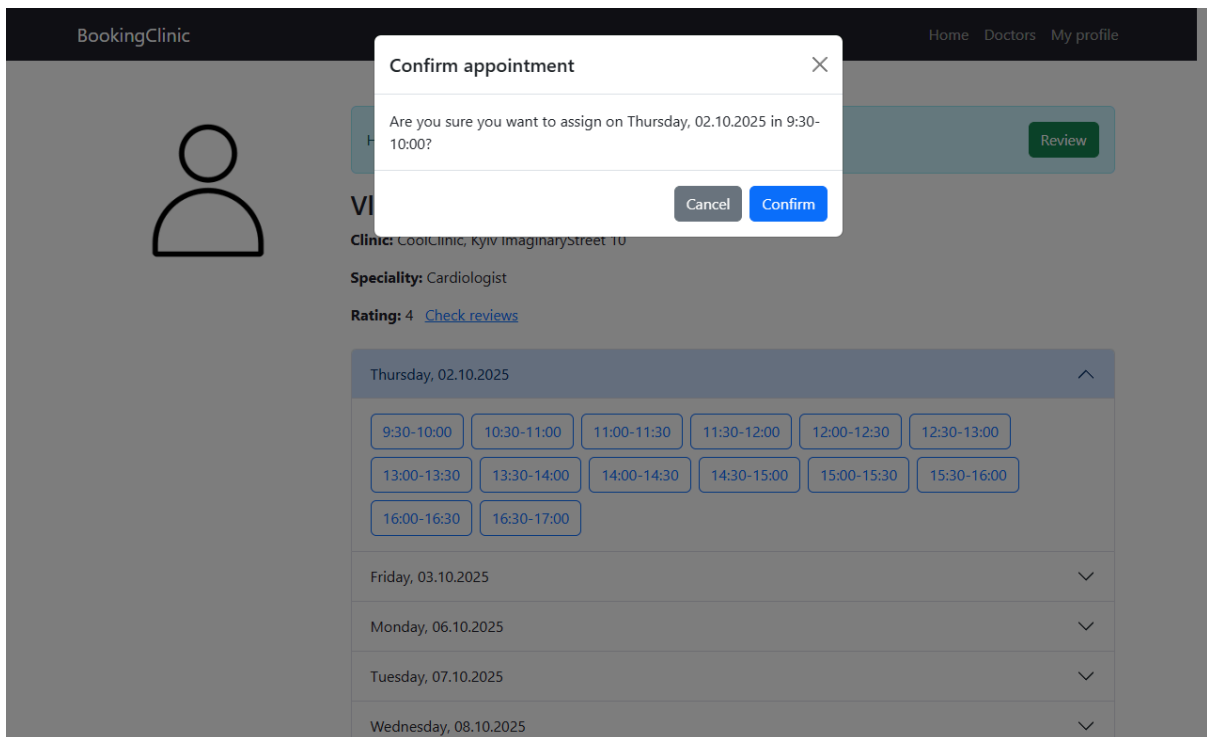 BookingClinic
Home Doctors My profile
Confirm appointment
Are you sure you want to assign on Thursday, 02.10.2025 in 9:30-
10:00?
Cancel Confirm
Review
Clinic: CoolClinic, Kyiv ImaginaryStreet 10
Speciality: Cardiologist
Rating: 4 Check reviews
Thursday, 02.10.2025
9:30-10:00 10:30-11:00 11:00-11:30 11:30-12:00 12:00-12:30 12:30-13:00
13:00-13:30 13:30-14:00 14:00-14:30 14:30-15:00 15:00-15:30 15:30-16:00
16:00-16:30 16:30-17:00
Friday, 03.10.2025
Monday, 06.10.2025
Tuesday, 07.10.2025
Wednesday, 08.10.2025